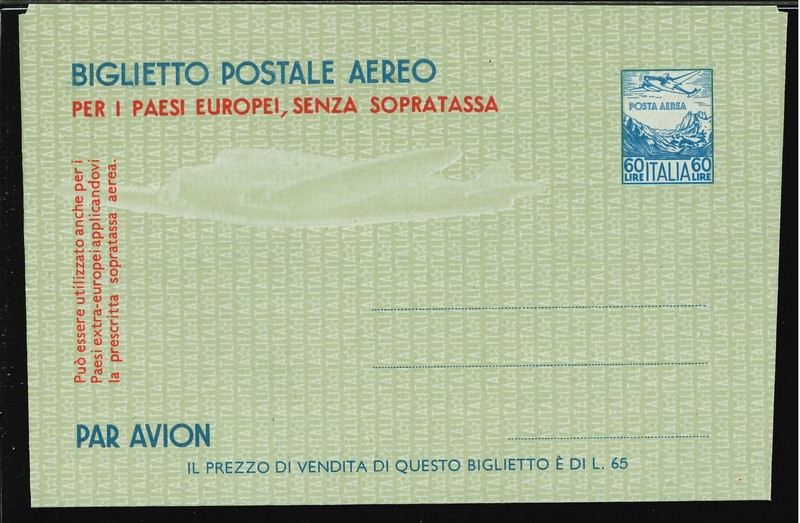 BIGLIETTO POSTALE AEREO
PER I PAESI EUROPEI, SENZA SOPRATASSA
POSTA AEREA
60 LIRE ITALIA 60 LIRE
Può essere utilizzato anche per i
Paesi extra-europei applicandovi
la prescritta sopratassa aerea.
PAR AVION
IL PREZZO DI VENDITA DI QUESTO BIGLIETTO È DI L. 65